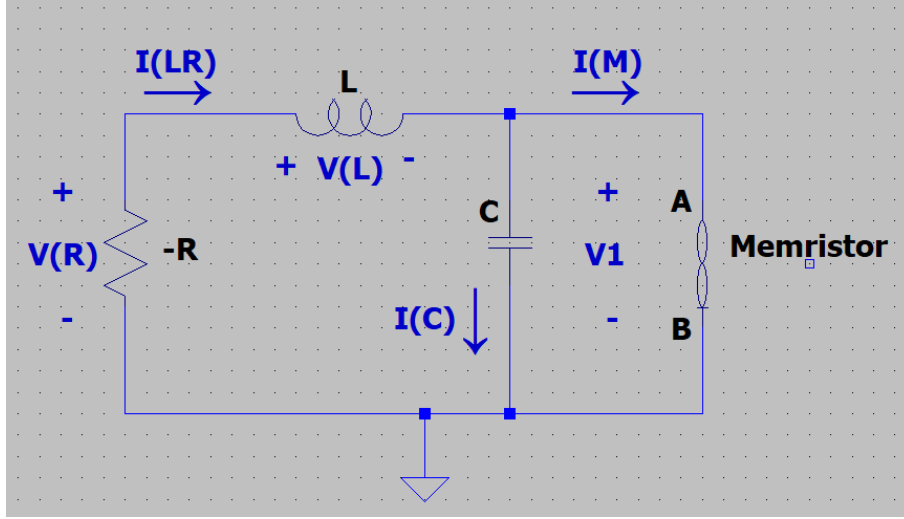 I(LR)
I(M)
L
+ V(L) -
+
V(R)
-
-R
C
I(C)
+
V1
-
A
Memristor
B